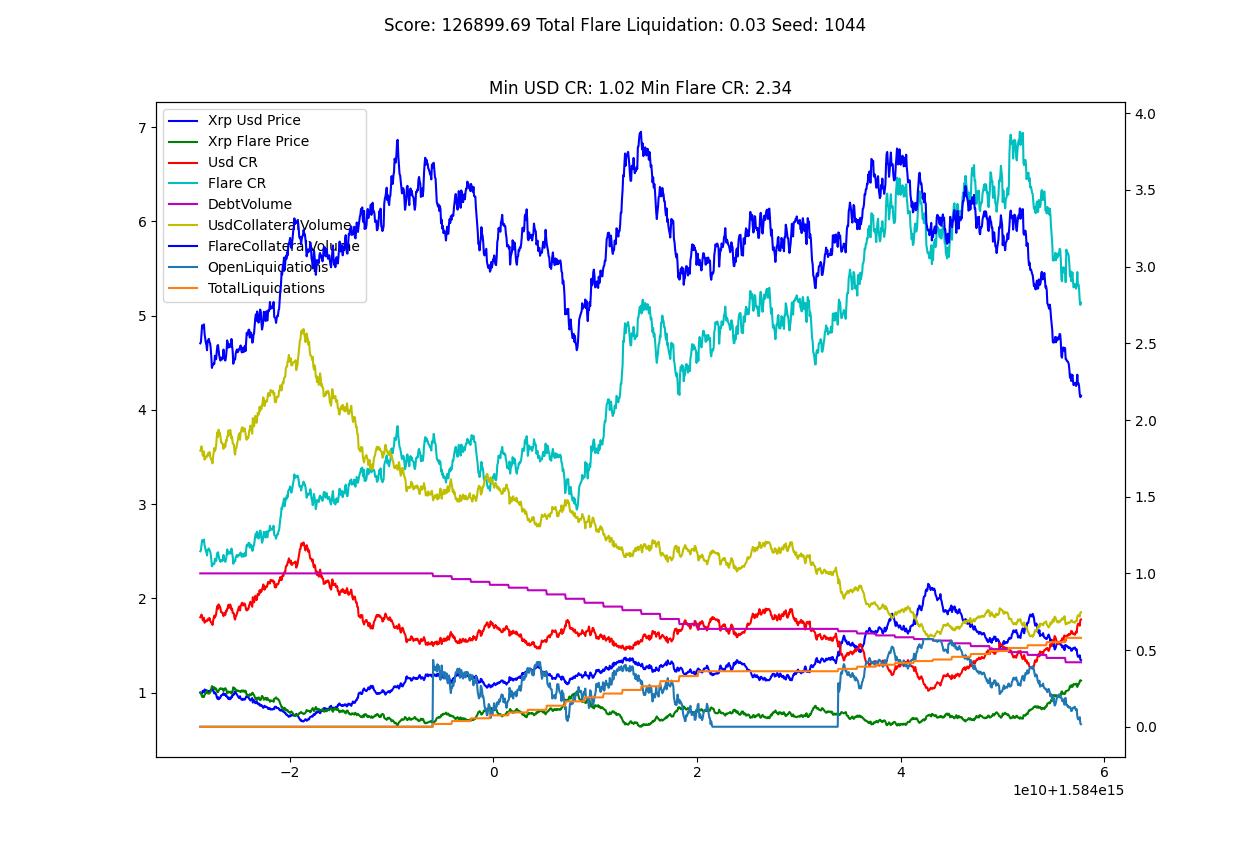 Score: 126899.69 Total Flare Liquidation: 0.03 Seed: 1044
Min USD CR: 1.02 Min Flare CR: 2.34
Xrp Usd Price
Xrp Flare Price
Usd CR
Flare CR
DebtVolume
UsdCollateralVolume
FlareCollateralVolume
OpenLiquidations
TotalLiquidations
7
6
5
4
3
2
1
4.0
3.5
3.0
2.5
2.0
1.5
1.0
0.5
0.0
−2
0
2
4
6
1e10+1.584e15